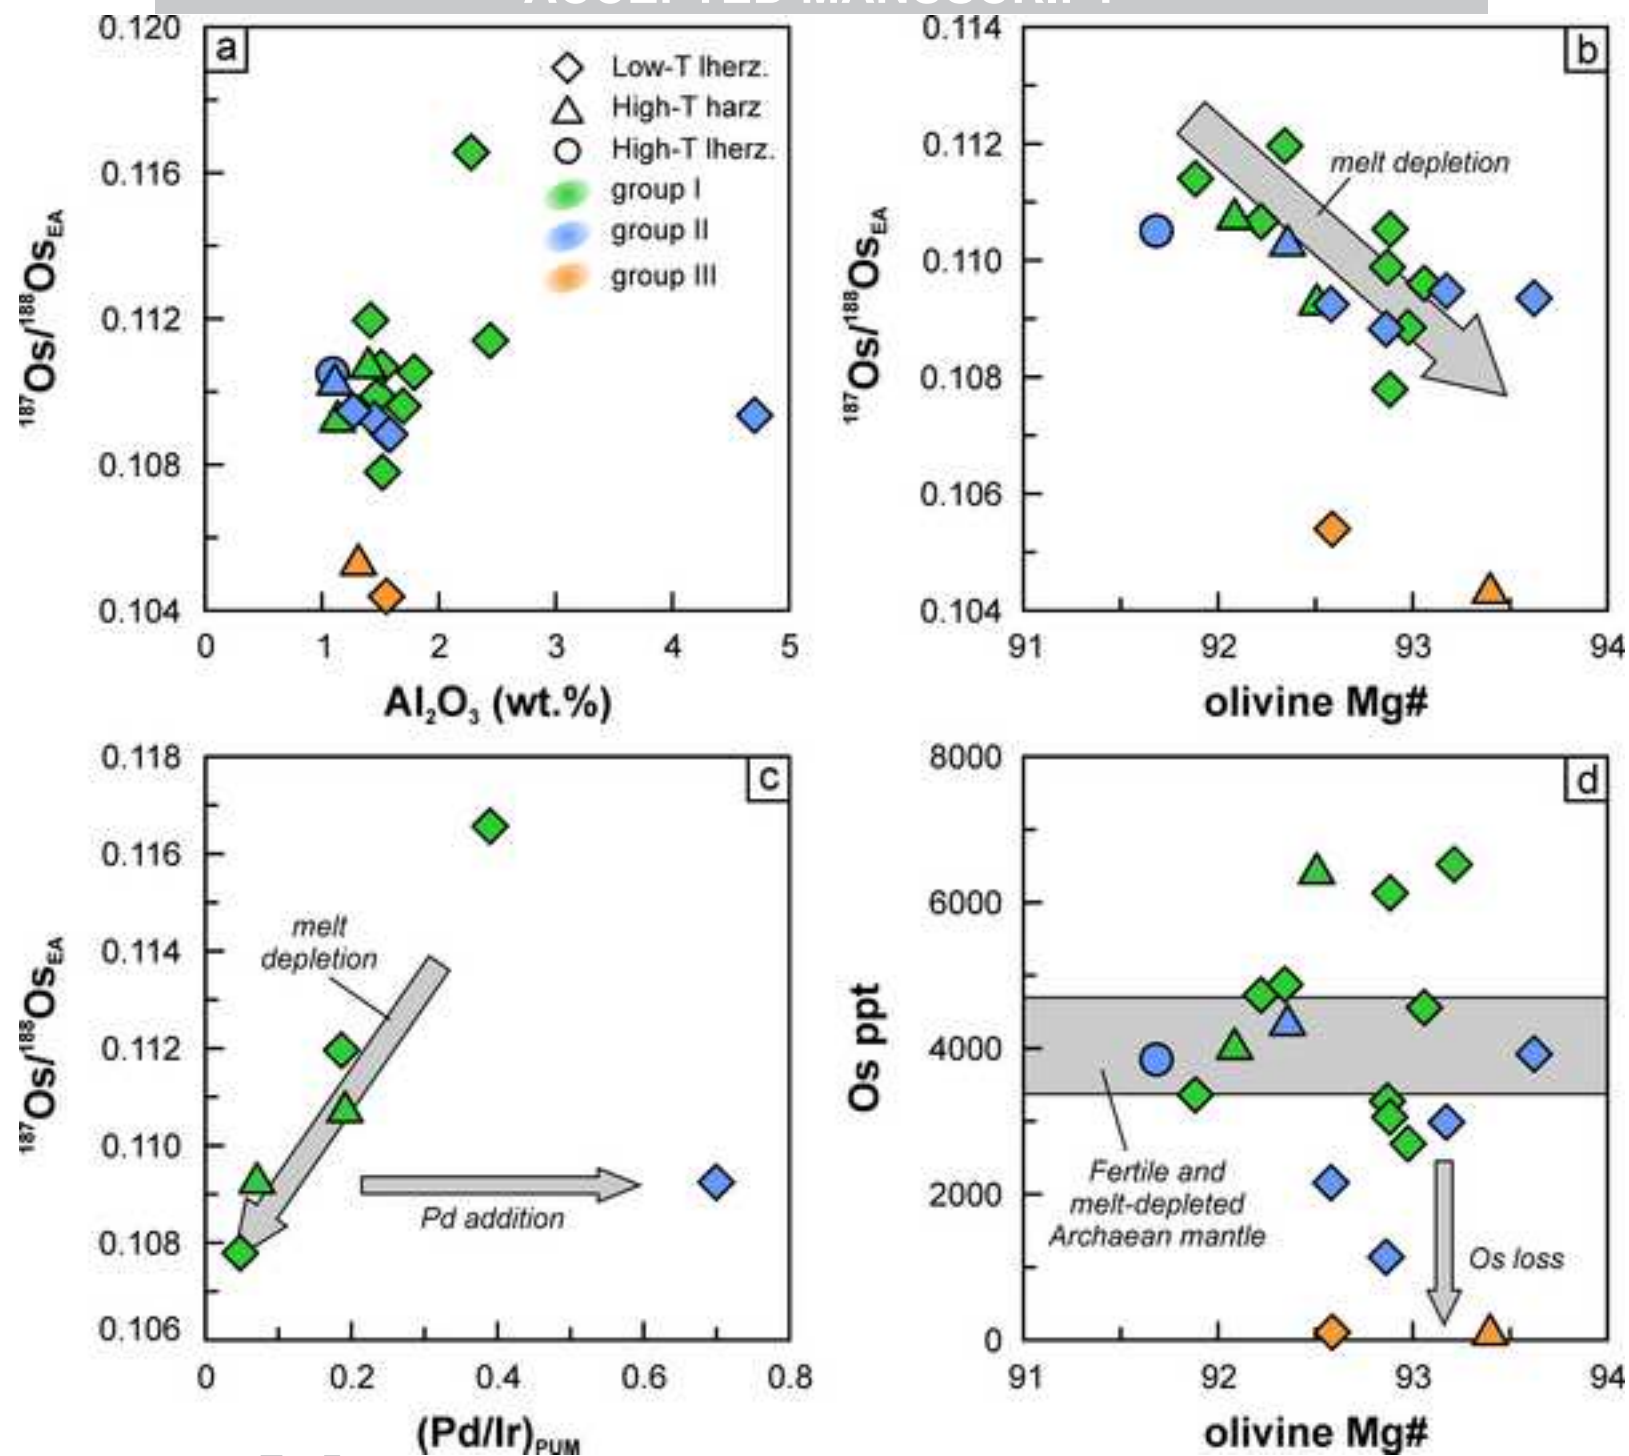 ACCEPTED MANUSCRIPT
a
0.120
0.116
0.112
0.108
0.104
187Os/188OsEA
Low-T lherz.
High-T harz
High-T lherz.
group I
group II
group III
0 1 2 3 4 5
Al2O3 (wt.%)
b
0.114
0.112
0.110
0.108
0.106
0.104
187Os/188OsEA
melt depletion
91 92 93 94
olivine Mg#
c
0.118
0.116
0.114
0.112
0.110
0.108
0.106
187Os/188OsEA
melt
depletion
Pd addition
0 0.2 0.4 0.6 0.8
(Pd/Ir)PUM
d
8000
6000
4000
2000
0
Os ppt
Fertile and
melt-depleted
Archaean mantle
Os loss
91 92 93 94
olivine Mg#